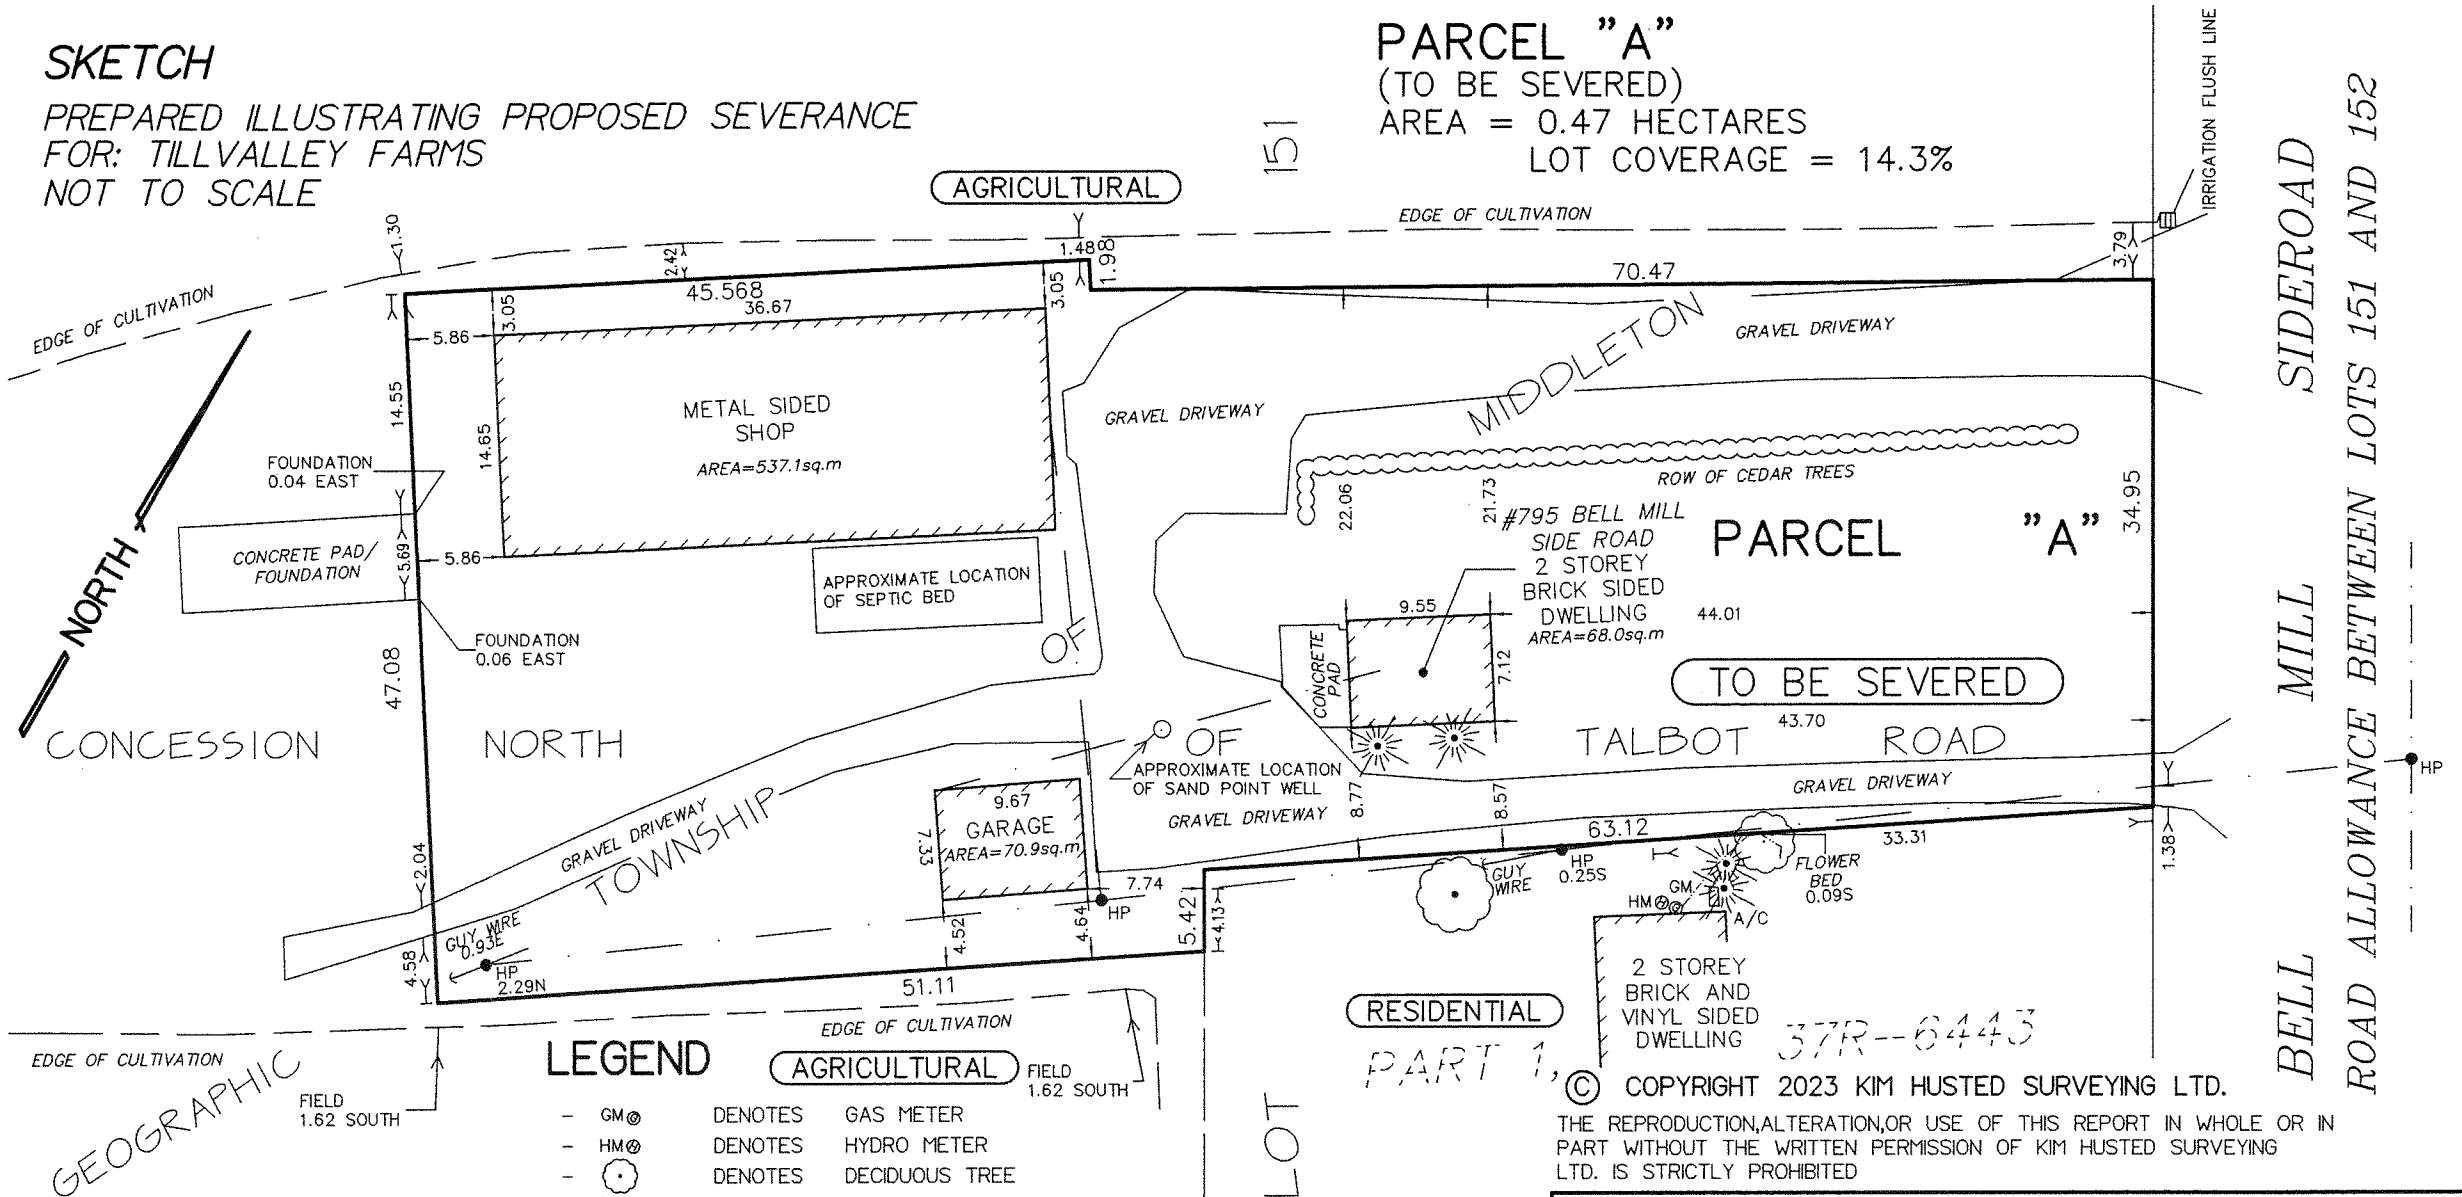 SKETCH
PREPARED ILLUSTRATING PROPOSED SEVERANCE
FOR: TILLVALLEY FARMS
NOT TO SCALE
PARCEL "A"
(TO BE SEVERED)
AREA = 0.47 HECTARES
LOT COVERAGE = 14.3%
151
AGRICULTURAL
EDGE OF CULTIVATION
IRRIGATION FLUSH LINE
BELL MILL SIDEROAD
ROAD ALLOWANCE BETWEEN LOTS 151 AND 152
EDGE OF CULTIVATION
1.30
2.42
1.48
1.98
3.79
45.568
36.67
70.47
3.05
3.05
5.86
14.55
14.65
METAL SIDED
SHOP
AREA=537.1sq.m
GRAVEL DRIVEWAY
GRAVEL DRIVEWAY
MIDDLETON
ROW OF CEDAR TREES
FOUNDATION
0.04 EAST
CONCRETE PAD/
FOUNDATION
5.69
5.86
APPROXIMATE LOCATION
OF SEPTIC BED
FOUNDATION
0.06 EAST
NORTH
22.06
21.73
#795 BELL MILL
SIDE ROAD
2 STOREY
BRICK SIDED
DWELLING
AREA=68.0sq.m
PARCEL "A"
34.95
9.55
7.12
44.01
CONCRETE
PAD
TO BE SEVERED
43.70
47.08
OF
CONCESSION NORTH OF TALBOT ROAD
APPROXIMATE LOCATION
OF SAND POINT WELL
GRAVEL DRIVEWAY
GRAVEL DRIVEWAY
GRAVEL DRIVEWAY
TOWNSHIP
9.67
GARAGE
AREA=70.9sq.m
7.33
8.77
8.57
63.12
33.31
1.38
HP
2.04
7.74
HP
5.42
4.13
4.52
4.64
GUY WIRE
0.93E
HP
2.29N
4.58
51.11
GUY
WIRE
HP
0.25S
FLOWER
BED
0.09S
GM
HM
A/C
2 STOREY
BRICK AND
VINYL SIDED
DWELLING
RESIDENTIAL
PART 1, 37R-6443
EDGE OF CULTIVATION
EDGE OF CULTIVATION
GEOGRAPHIC
FIELD
1.62 SOUTH
AGRICULTURAL
FIELD
1.62 SOUTH
LOT
LEGEND
- GM DENOTES GAS METER
- HM DENOTES HYDRO METER
- DENOTES DECIDUOUS TREE
© COPYRIGHT 2023 KIM HUSTED SURVEYING LTD.
THE REPRODUCTION,ALTERATION,OR USE OF THIS REPORT IN WHOLE OR IN
PART WITHOUT THE WRITTEN PERMISSION OF KIM HUSTED SURVEYING
LTD. IS STRICTLY PROHIBITED